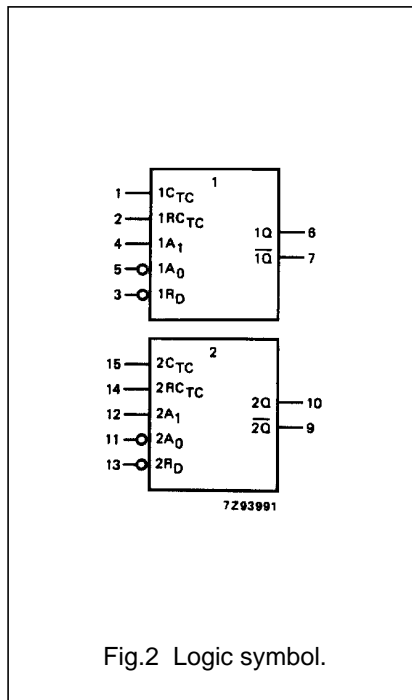 1
1 1CTC
2 1RCTC
4 1A1
5 1A0
3 1RD
1Q 6
1Q 7
2
15 2CTC
14 2RCTC
12 2A1
11 2A0
13 2RD
2Q 10
2Q 9
7Z93991
Fig.2 Logic symbol.